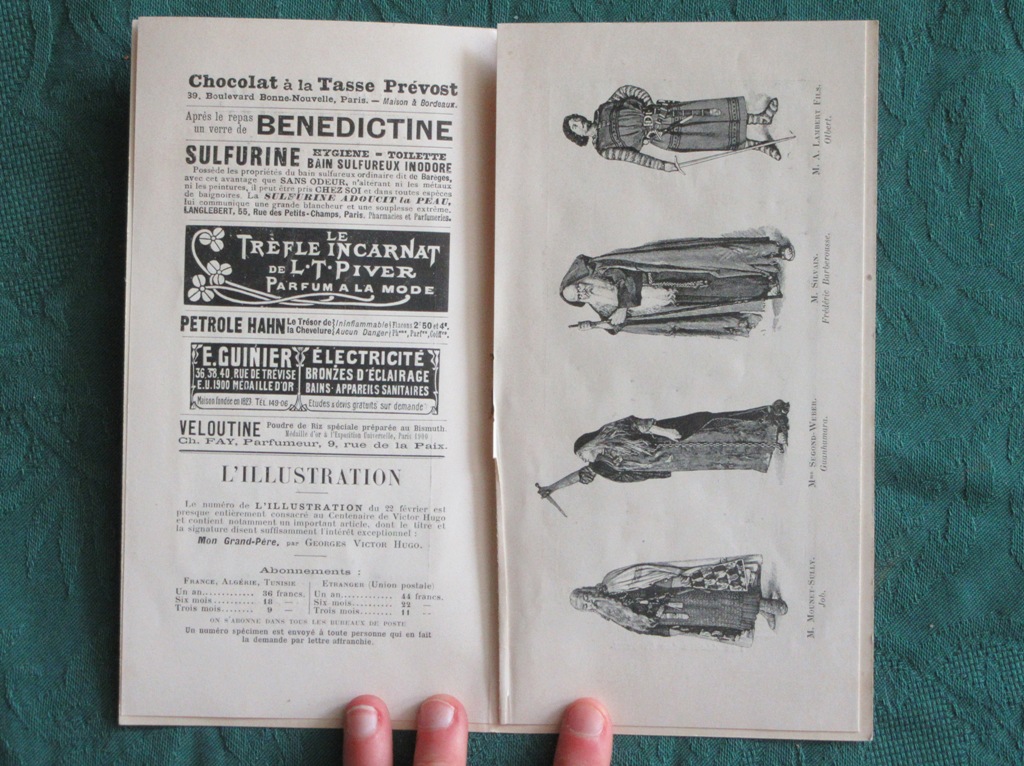 Chocolat à la Tasse Prévost
39, Boulevard Bonne-Nouvelle, Paris. — Maison à Bordeaux.
Après le repas
un verre de BENEDICTINE
SULFURINE HYGIENE = TOILETTE
BAIN SULFUREUX INODORE
Possède les propriétés du bain sulfureux ordinaire dit de Barèges,
avec cet avantage que SANS ODEUR, n'altérant ni les métaux
ni les peintures, il peut être pris CHEZ SOI et dans toutes espèces
de baignoires. La SULFURINE ADOUCIT la PEAU,
lui communique une grande blancheur et une souplesse extrême.
LANGLEBERT, 55, Rue des Petits-Champs, Paris. Pharmacies et Parfumeries.
LE
TRÈFLE INCARNAT
DE L·T·PIVER
PARFUM A LA MODE
PETROLE HAHN Le Trésor de la Chevelure Ininflammable Aucun Danger Flacons 2f 50 et 4f.
E. GUINIER
36, 38, 40, RUE DE TRÉVISE
E.U. 1900 MÉDAILLE D'OR
Maison fondée en 1827 TÉL. 149-06
ÉLECTRICITÉ
BRONZES D'ÉCLAIRAGE
BAINS· APPAREILS SANITAIRES
Études & devis gratuits sur demande
VELOUTINE Poudre de Riz spéciale préparée au Bismuth.
Médaille d'or à l'Exposition Universelle, Paris 1900
Ch. FAY, Parfumeur, 9, rue de la Paix.
L'ILLUSTRATION
Le numéro de L'ILLUSTRATION du 22 février est
presque entièrement consacré au Centenaire de Victor Hugo
et contient notamment un important article, dont le titre et
la signature disent suffisamment l'intérêt exceptionnel :
Mon Grand-Père, par GEORGES VICTOR HUGO.
Abonnements :
FRANCE, ALGÉRIE, TUNISIE
Un an............ 36 francs.
Six mois.......... 18 —
Trois mois........ 9 —
ETRANGER (Union postale)
Un an............ 44 francs.
Six mois.......... 22 —
Trois mois........ 11 —
ON S'ABONNE DANS TOUS LES BUREAUX DE POSTE
Un numéro spécimen est envoyé à toute personne qui en fait
la demande par lettre affranchie.
M. A. LAMBERT FILS.
Otbert.
M. SILVAIN.
Frédéric Barberousse.
Mme SEGOND-WEBER.
Guanhumara.
M. MOUNET-SULLY.
Job.